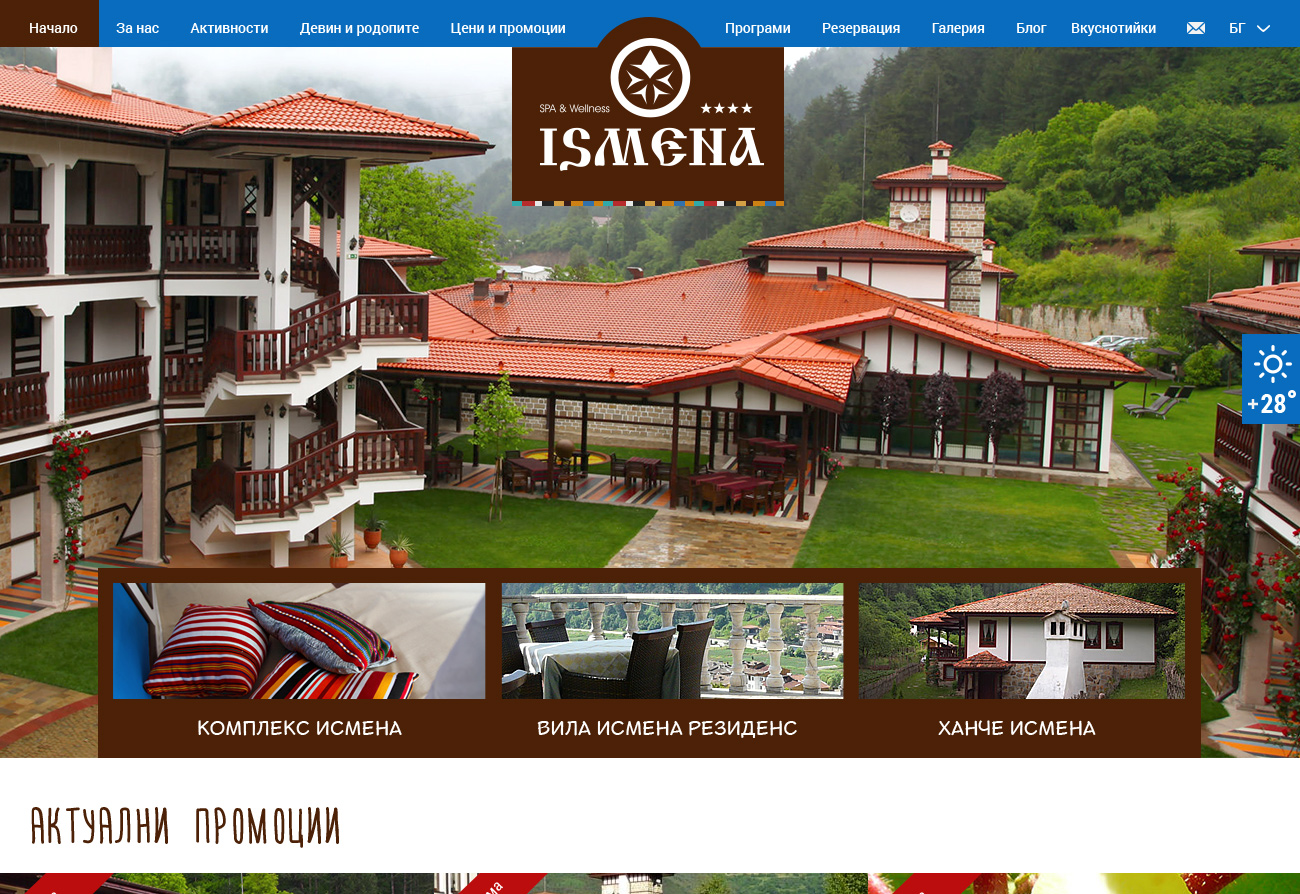 Начало За нас Активности Девин и родопите Цени и промоции Програми Резервация Галерия Блог Вкуснотийки БГ
SPA & Wellness
ISMENA
+28°
КОМПЛЕКС ИСМЕНА ВИЛА ИСМЕНА РЕЗИДЕНС ХАНЧЕ ИСМЕНА
АКТУАЛНИ ПРОМОЦИИ